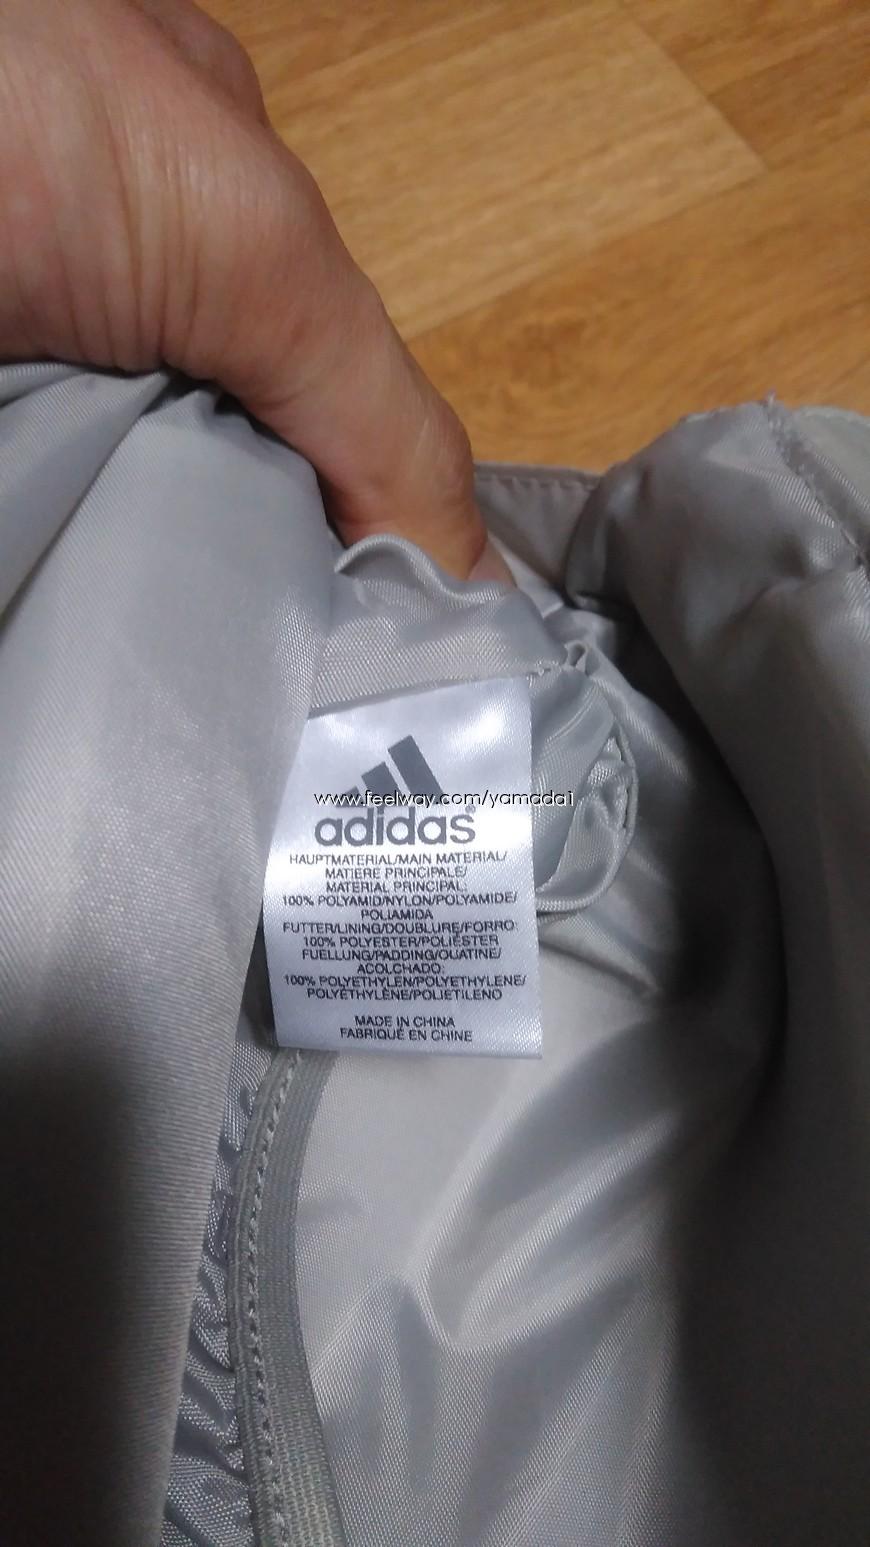 www.feelway.com/yamada1
adidas®
HAUPTMATERIAL/MAIN MATERIAL/
MATIERE PRINCIPALE/
MATERIAL PRINCIPAL:
100% POLYAMID/NYLON/POLYAMIDE/
POLIAMIDA
FUTTER/LINING/DOUBLURE/FORRO:
100% POLYESTER/POLIÉSTER
FUELLUNG/PADDING/OUATINE/
ACOLCHADO:
100% POLYETHYLEN/POLYETHYLENE/
POLYÉTHYLÈNE/POLIETILENO
MADE IN CHINA
FABRIQUÉ EN CHINE